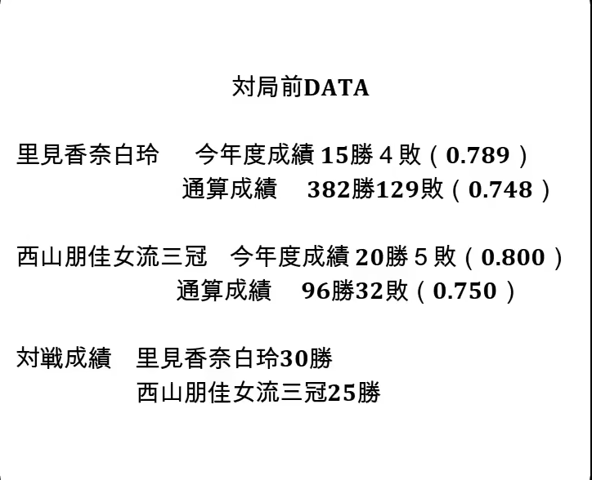 対局前DATA
里見香奈白玲　今年度成績 15勝４敗（0.789）
通算成績　382勝129敗（0.748）
西山朋佳女流三冠　今年度成績 20勝５敗（0.800）
通算成績　96勝32敗（0.750）
対戦成績　里見香奈白玲30勝
西山朋佳女流三冠25勝